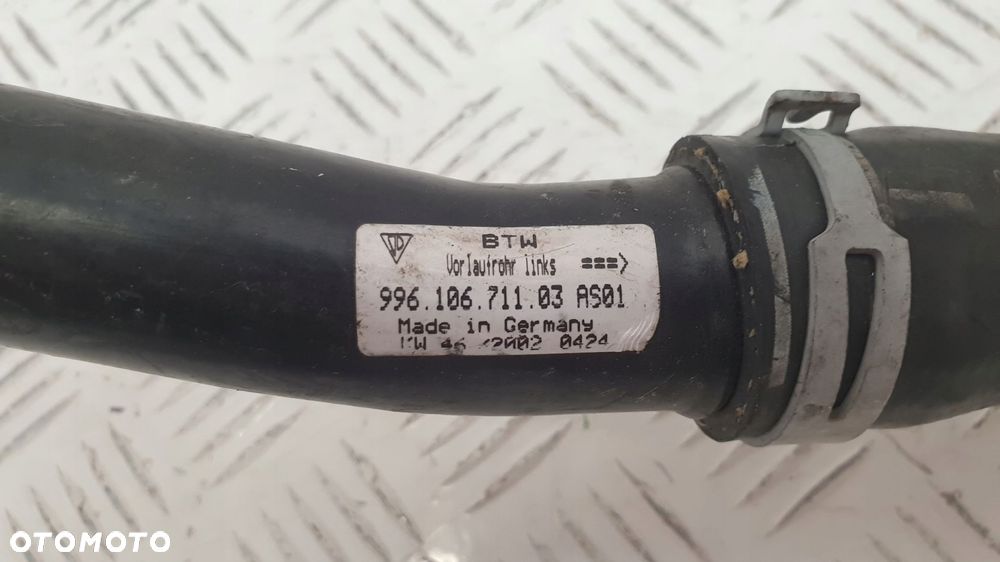 BTW
Vorlaufrohr links ===>
996.106.711.03 AS01
Made in Germany
KW 46 /2002 0424
OTOMOTO